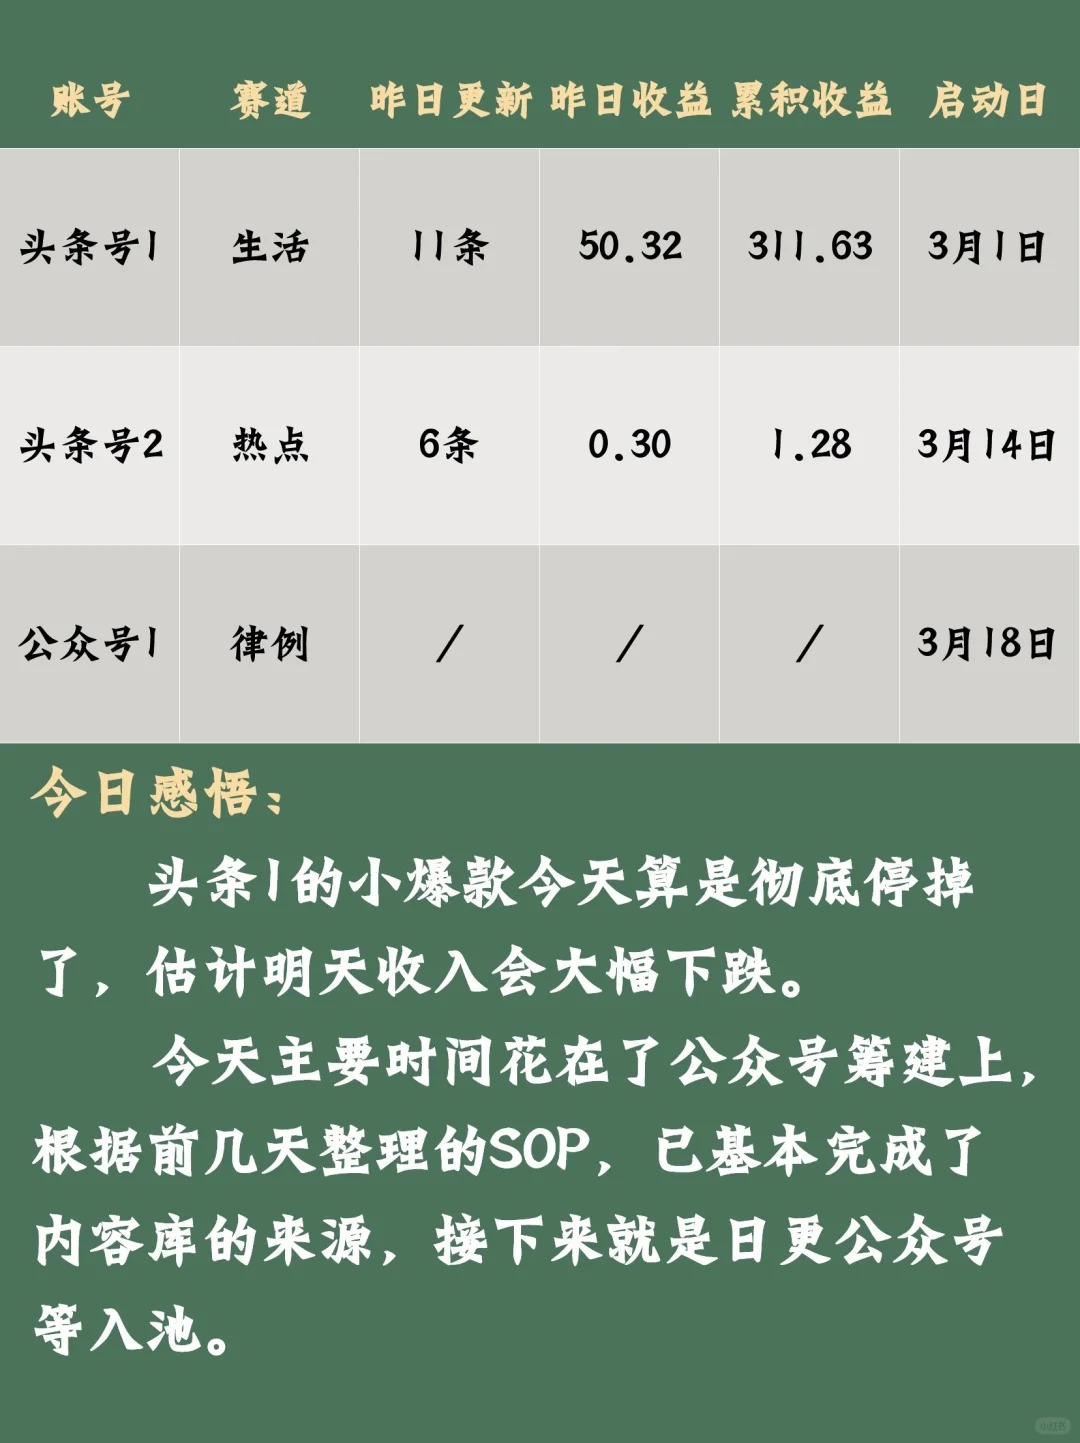 账号 赛道 昨日更新 昨日收益 累积收益 启动日
头条号1 生活 11条 50.32 311.63 3月1日
头条号2 热点 6条 0.30 1.28 3月14日
公众号1 律例 / / / 3月18日
今日感悟：
头条1的小爆款今天算是彻底停掉
了，估计明天收入会大幅下跌。
今天主要时间花在了公众号筹建上，
根据前几天整理的SOP，已基本完成了
内容库的来源，接下来就是日更公众号
等入池。
小红书